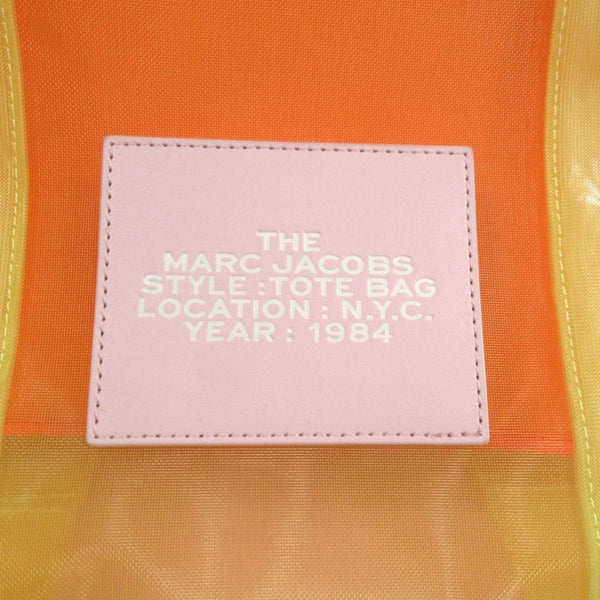 THE
MARC JACOBS
STYLE : TOTE BAG
LOCATION : N.Y.C.
YEAR : 1984